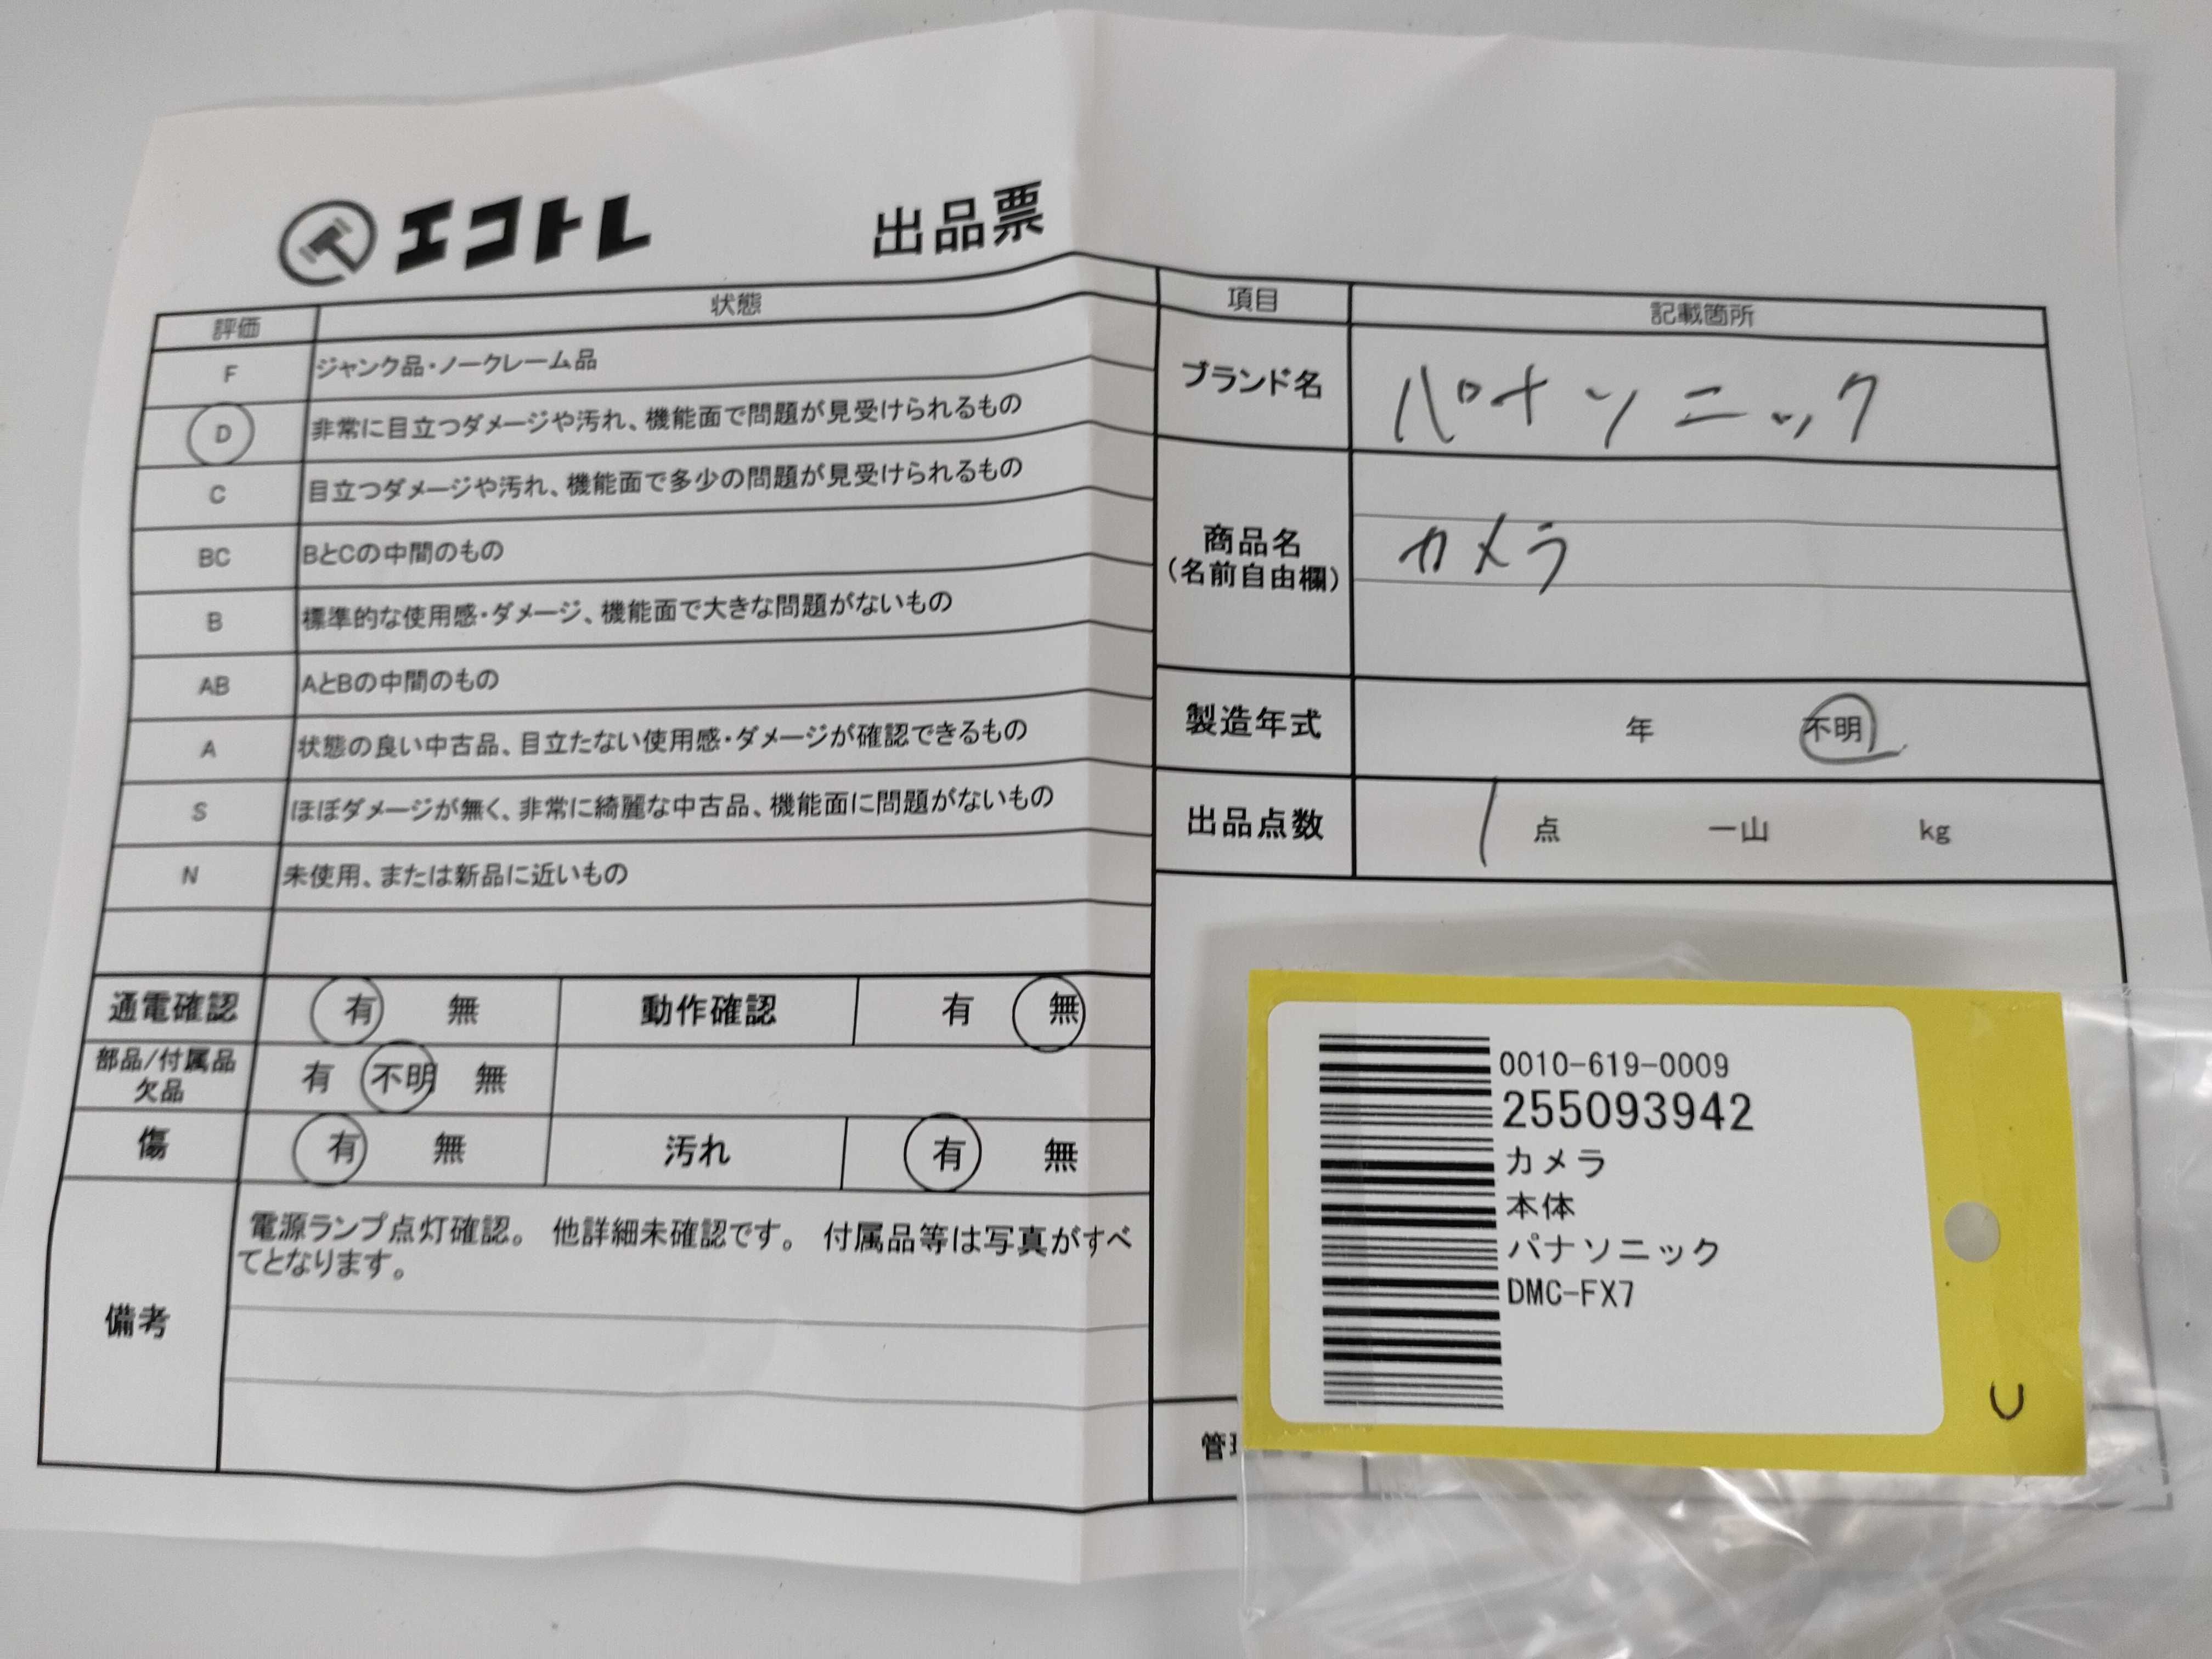 エコトレ 出品票
評価 状態
F ジャンク品・ノークレーム品
D 非常に目立つダメージや汚れ、機能面で問題が見受けられるもの
C 目立つダメージや汚れ、機能面で多少の問題が見受けられるもの
BC BとCの中間のもの
B 標準的な使用感・ダメージ、機能面で大きな問題がないもの
AB AとBの中間のもの
A 状態の良い中古品、目立たない使用感・ダメージが確認できるもの
S ほぼダメージが無く、非常に綺麗な中古品、機能面に問題がないもの
N 未使用、または新品に近いもの
通電確認 有 無 動作確認 有 無
部品/付属品
欠品 有 不明 無
傷 有 無 汚れ 有 無
備考 電源ランプ点灯確認。 他詳細未確認です。 付属品等は写真がすべ
てとなります。
項目 記載箇所
ブランド名 パナソニック
商品名
(名前自由欄) カメラ
製造年式 年 不明
出品点数 1 点 一山 kg
管
0010-619-0009
255093942
カメラ
本体
パナソニック
DMC-FX7
U